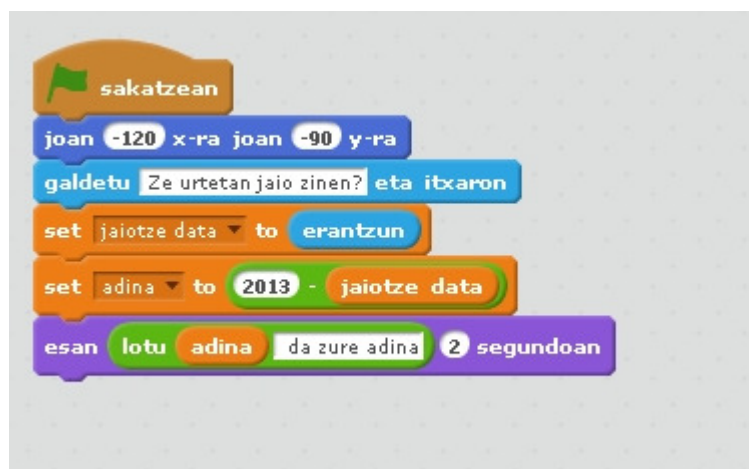 sakatzean
joan -120 x-ra joan -90 y-ra
galdetu Ze urtetan jaio zinen? eta itxaron
set jaiotze data to erantzun
set adina to 2013 - jaiotze data
esan lotu adina da zure adina 2 segundoan